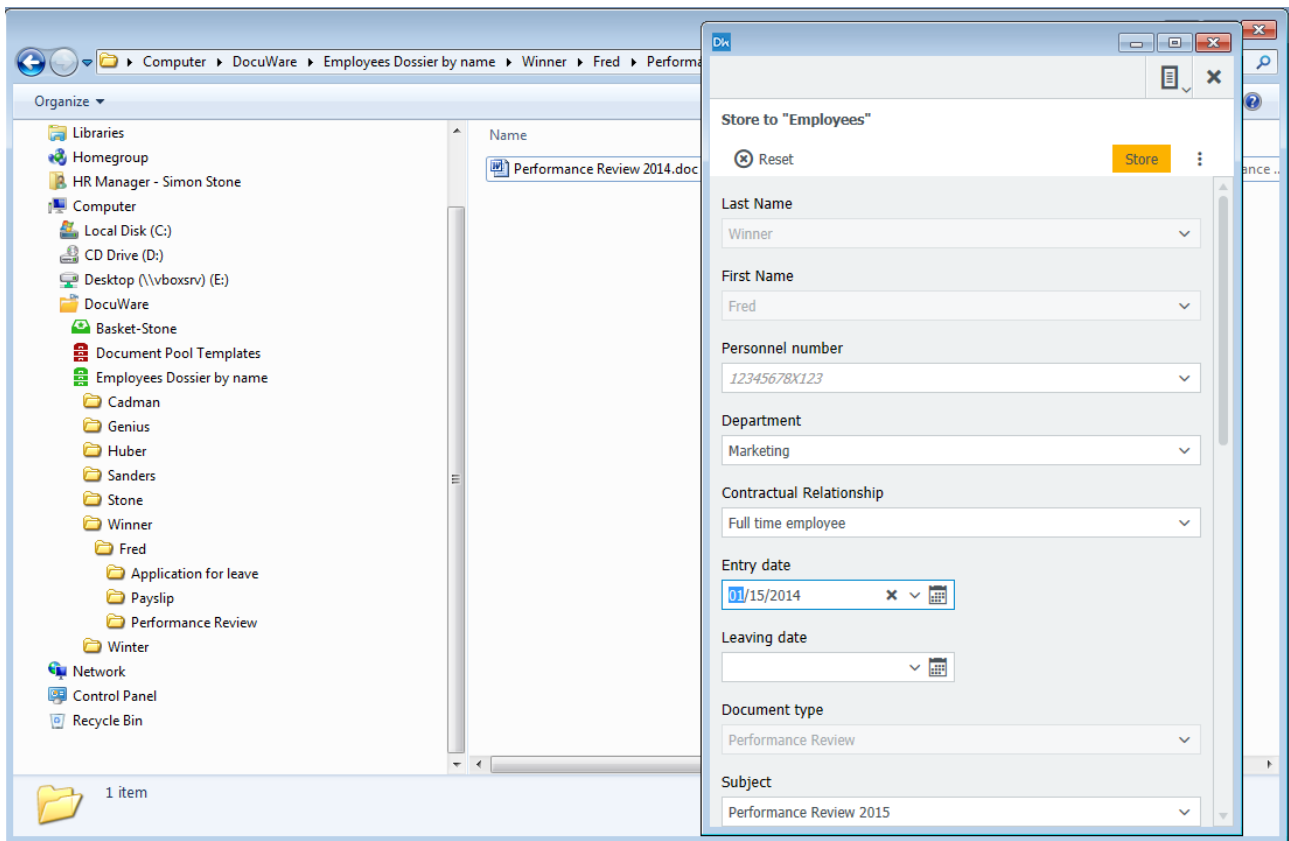 Computer ▸ DocuWare ▸ Employees Dossier by name ▸ Winner ▸ Fred ▸ Performa
Organize
Libraries
Homegroup
HR Manager - Simon Stone
Computer
Local Disk (C:)
CD Drive (D:)
Desktop (\\vboxsrv) (E:)
DocuWare
Basket-Stone
Document Pool Templates
Employees Dossier by name
Cadman
Genius
Huber
Sanders
Stone
Winner
Fred
Application for leave
Payslip
Performance Review
Winter
Network
Control Panel
Recycle Bin
1 item
Name
Performance Review 2014.doc
ance ..
DW
Store to "Employees"
Reset
Store
Last Name
Winner
First Name
Fred
Personnel number
12345678X123
Department
Marketing
Contractual Relationship
Full time employee
Entry date
01/15/2014
Leaving date
Document type
Performance Review
Subject
Performance Review 2015